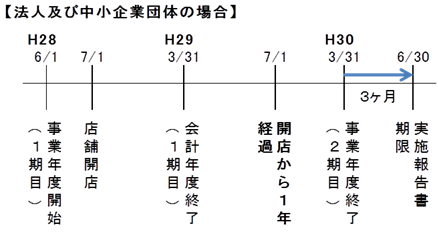 【法人及び中小企業団体の場合】
H28 H29 H30
6/1 7/1 3/31 7/1 3/31 6/30
3ヶ月
事業年度開始
(1期目)
店舗開店
会計年度終了
(1期目)
開店から1年
経過
事業年度終了
(2期目)
実施報告書
期限